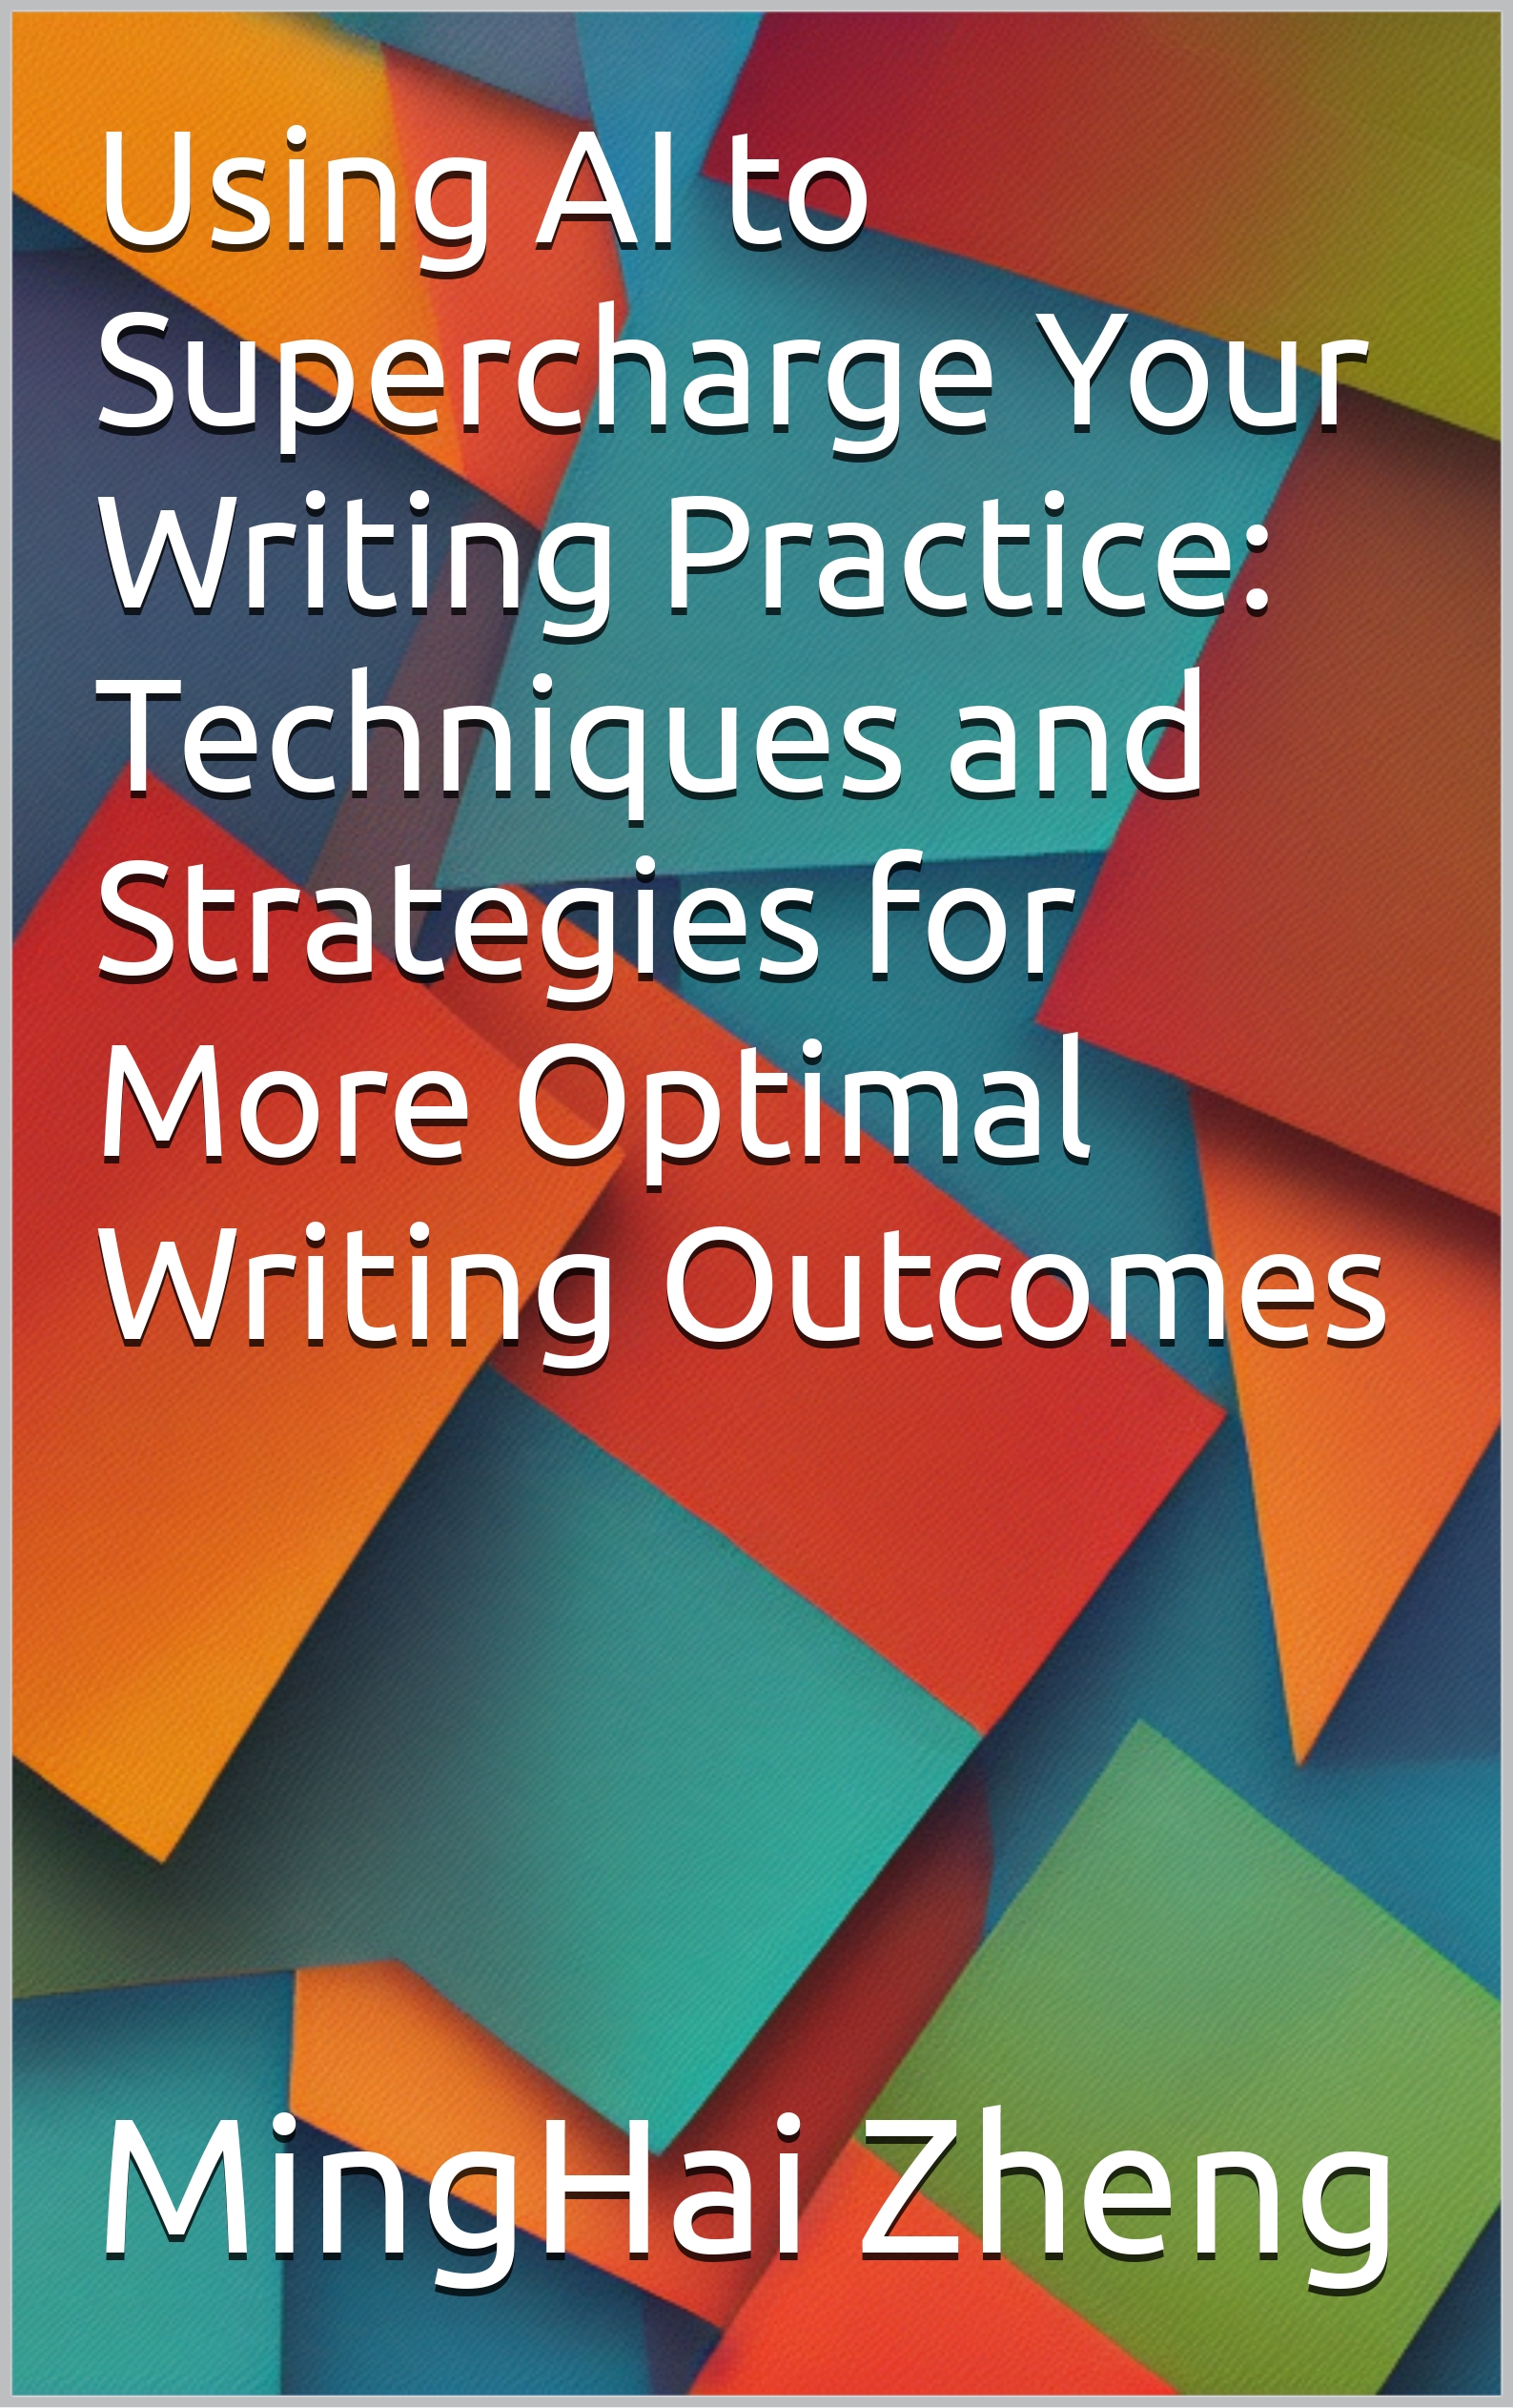 Using AI to
Supercharge Your
Writing Practice:
Techniques and
Strategies for
More Optimal
Writing Outcomes
MingHai Zheng